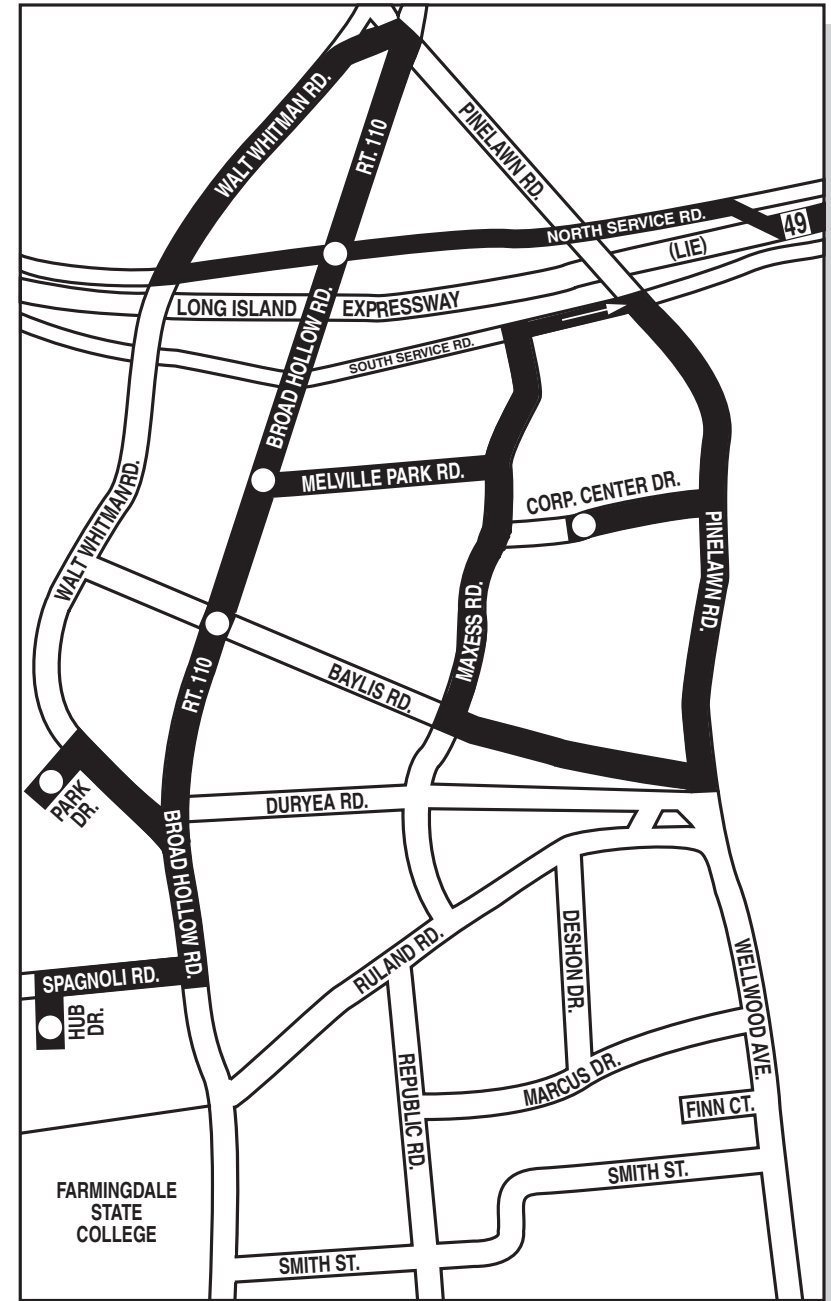 WALT WHITMAN RD.
RT. 110
PINELAWN RD.
NORTH SERVICE RD.
49
(LIE)
LONG ISLAND EXPRESSWAY
BROAD HOLLOW RD.
SOUTH SERVICE RD.
MELVILLE PARK RD.
CORP. CENTER DR.
WALT WHITMAN RD.
PINELAWN RD.
MAXESS RD.
RT. 110
BAYLIS RD.
PARK
DR.
DURYEA RD.
BROAD HOLLOW RD.
RULAND RD.
DESHON DR.
WELLWOOD AVE.
SPAGNOLI RD.
HUB
DR.
REPUBLIC RD.
MARCUS DR.
FINN CT.
SMITH ST.
FARMINGDALE
STATE
COLLEGE
SMITH ST.